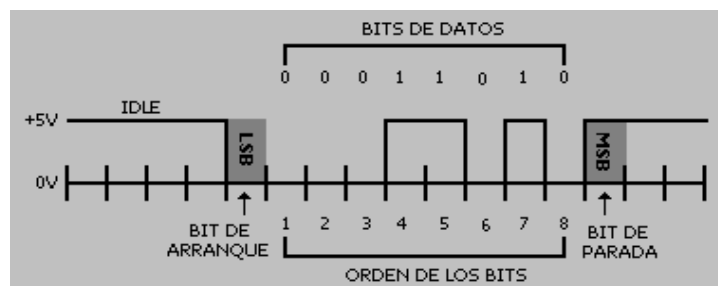 BITS DE DATOS
0 0 0 1 1 0 1 0
IDLE
+5V
LSB
MSB
0V
1 2 3 4 5 6 7 8
BIT DE
ARRANQUE
BIT DE
PARADA
ORDEN DE LOS BITS